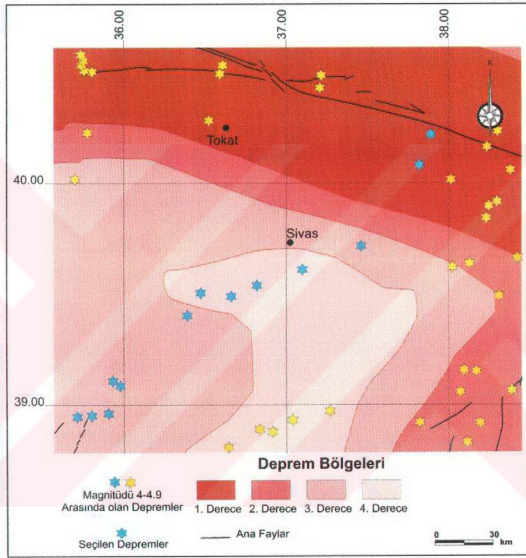 36.00
37.00
38.00
K
Tokat
40.00
Sivas
39.00
Deprem Bölgeleri
Magnitüdü 4-4.9
Arasında olan Depremler
1. Derece
2. Derece
3. Derece
4. Derece
Seçilen Depremler
Ana Faylar
0
30
km